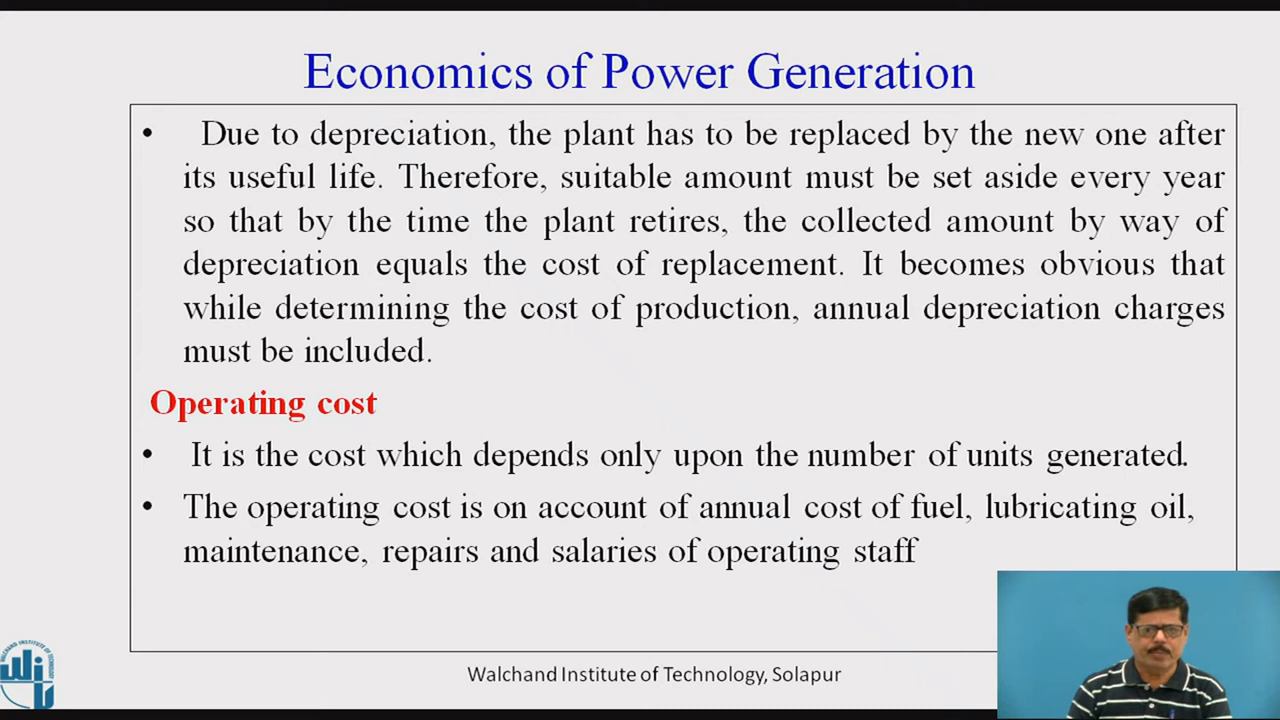 Economics of Power Generation
• Due to depreciation, the plant has to be replaced by the new one after
its useful life. Therefore, suitable amount must be set aside every year
so that by the time the plant retires, the collected amount by way of
depreciation equals the cost of replacement. It becomes obvious that
while determining the cost of production, annual depreciation charges
must be included.
Operating cost
• It is the cost which depends only upon the number of units generated.
• The operating cost is on account of annual cost of fuel, lubricating oil,
maintenance, repairs and salaries of operating staff
WALCHAND INSTITUTE OF TECHNOLOGY
WIT
Walchand Institute of Technology, Solapur